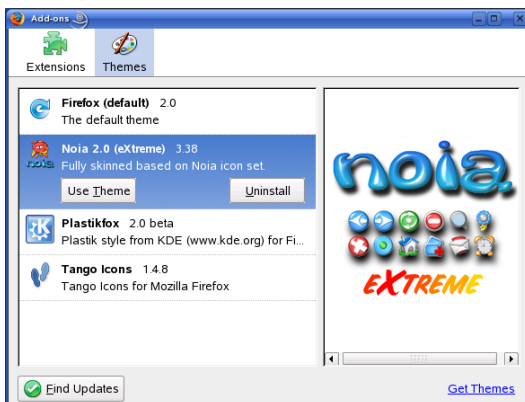 Add-ons
Extensions
Themes
Firefox (default) 2.0
The default theme
Noia 2.0 (eXtreme) 3.38
Fully skinned based on Noia icon set.
Use Theme
Uninstall
Plastikfox 2.0 beta
Plastik style from KDE (www.kde.org) for Fi...
Tango Icons 1.4.8
Tango Icons for Mozilla Firefox
noia
eXTREME
Find Updates
Get Themes